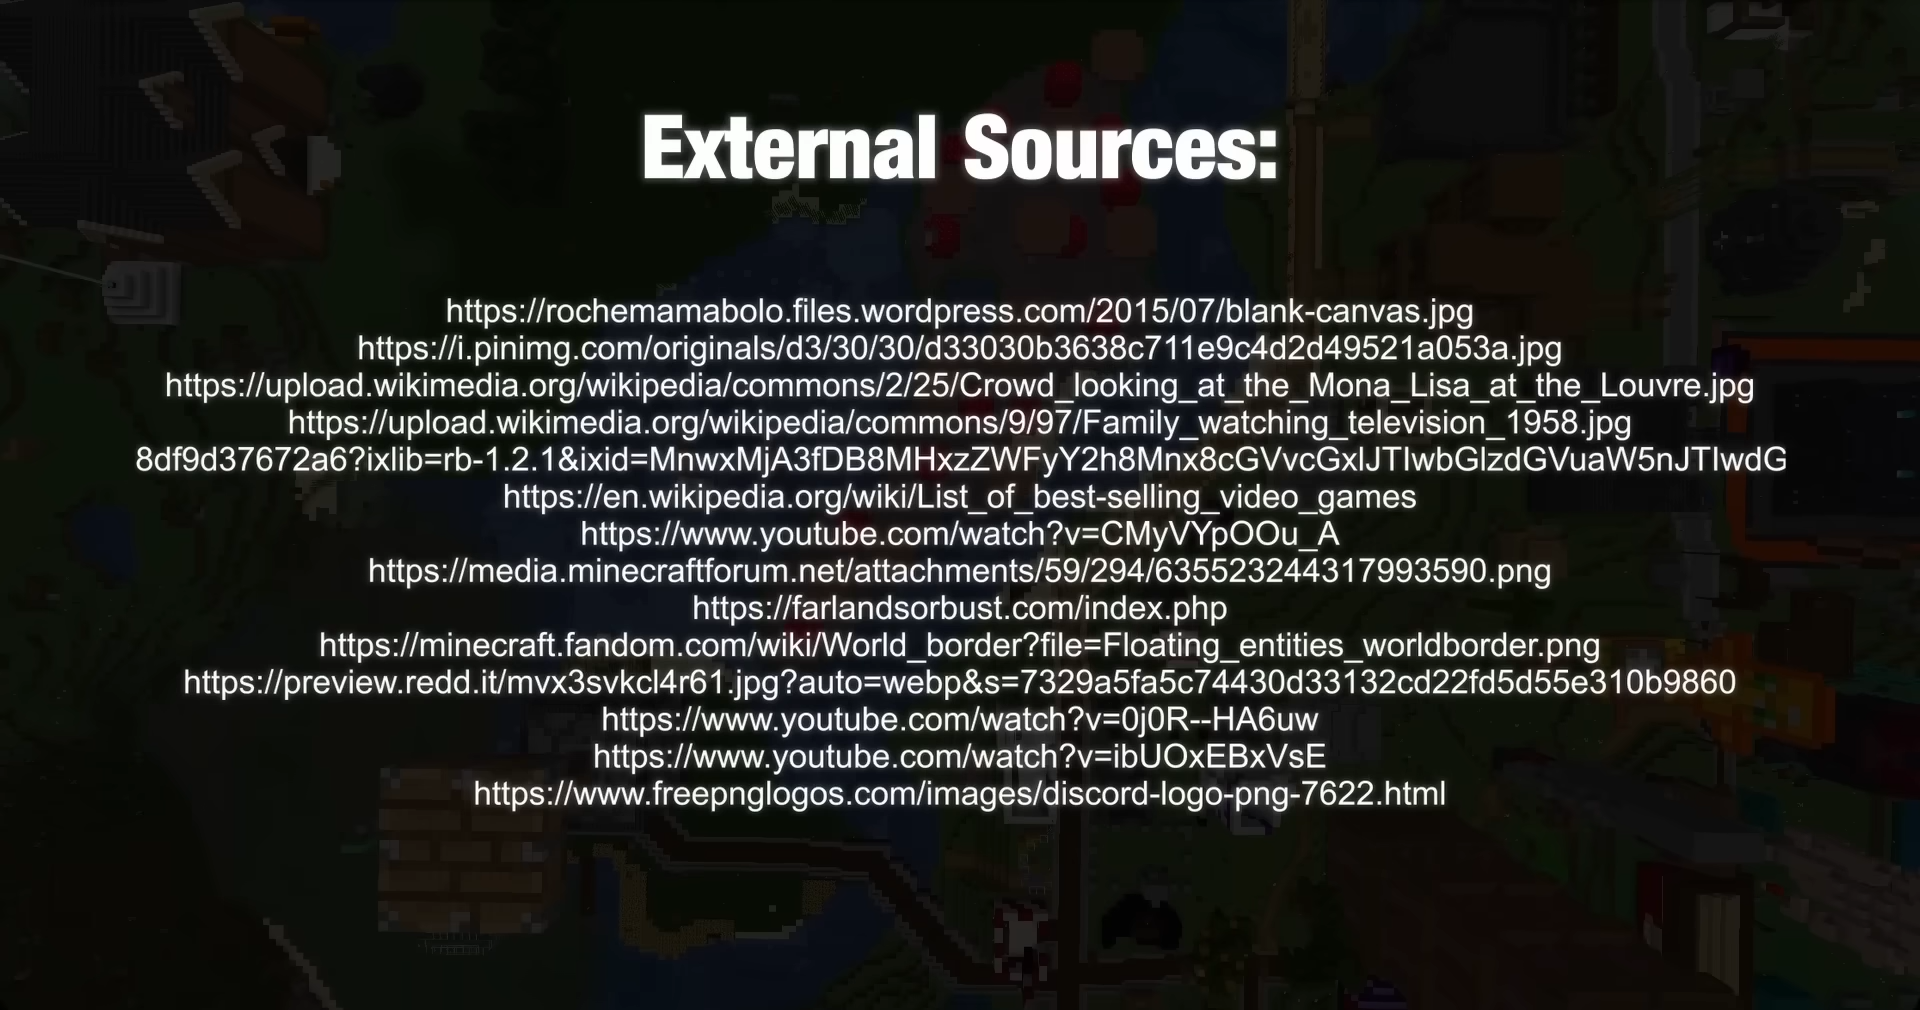 External Sources:
https://rochemamabolo.files.wordpress.com/2015/07/blank-canvas.jpg
https://i.pinimg.com/originals/d3/30/30/d33030b3638c711e9c4d2d49521a053a.jpg
https://upload.wikimedia.org/wikipedia/commons/2/25/Crowd_looking_at_the_Mona_Lisa_at_the_Louvre.jpg
https://upload.wikimedia.org/wikipedia/commons/9/97/Family_watching_television_1958.jpg
8df9d37672a6?ixlib=rb-1.2.1&ixid=MnwxMjA3fDB8MHxzZWFyY2h8Mnx8cGVvcGxlJTIwbGlzdGVuaW5nJTIwdG
https://en.wikipedia.org/wiki/List_of_best-selling_video_games
https://www.youtube.com/watch?v=CMyVYpOOu_A
https://media.minecraftforum.net/attachments/59/294/635523244317993590.png
https://farlandsorbust.com/index.php
https://minecraft.fandom.com/wiki/World_border?file=Floating_entities_worldborder.png
https://preview.redd.it/mvx3svkcl4r61.jpg?auto=webp&s=7329a5fa5c74430d33132cd22fd5d55e310b9860
https://www.youtube.com/watch?v=0j0R--HA6uw
https://www.youtube.com/watch?v=ibUOxEBxVsE
https://www.freepnglogos.com/images/discord-logo-png-7622.html